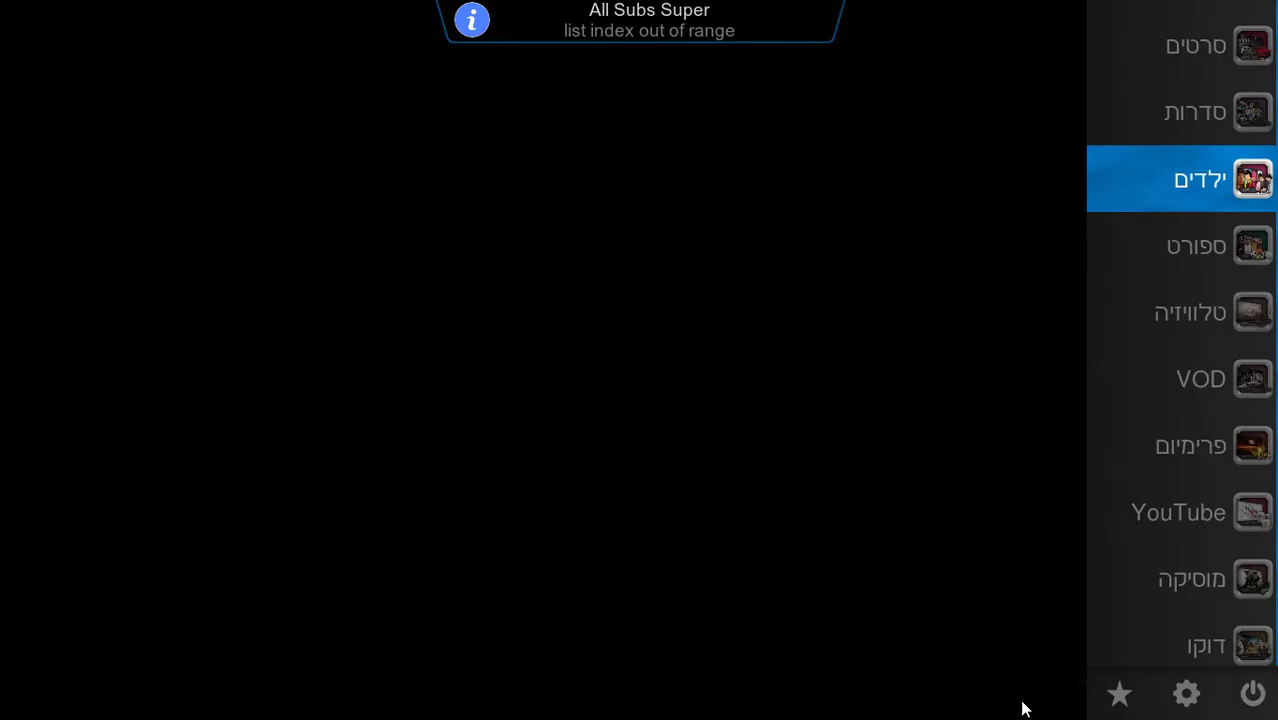 All Subs Super
list index out of range
סרטים
סדרות
ילדים
ספורט
טלוויזיה
VOD
פרימיום
YouTube
מוסיקה
דוקו